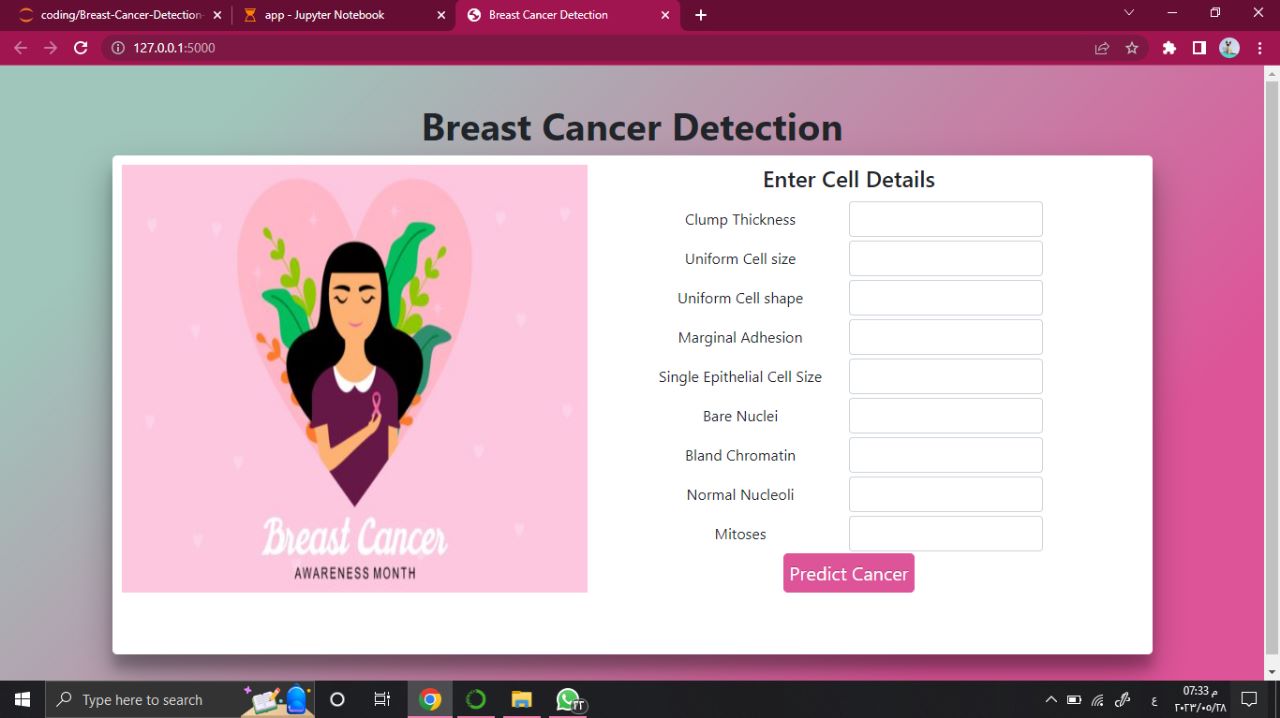 coding/Breast-Cancer-Detection-
app - Jupyter Notebook
Breast Cancer Detection
127.0.0.1:5000
Breast Cancer Detection
Breast Cancer
AWARENESS MONTH
Enter Cell Details
Clump Thickness
Uniform Cell size
Uniform Cell shape
Marginal Adhesion
Single Epithelial Cell Size
Bare Nuclei
Bland Chromatin
Normal Nucleoli
Mitoses
Predict Cancer
Type here to search
٢٢
ع
07:33 م
٢٠٢٣/٠٥/٢٨